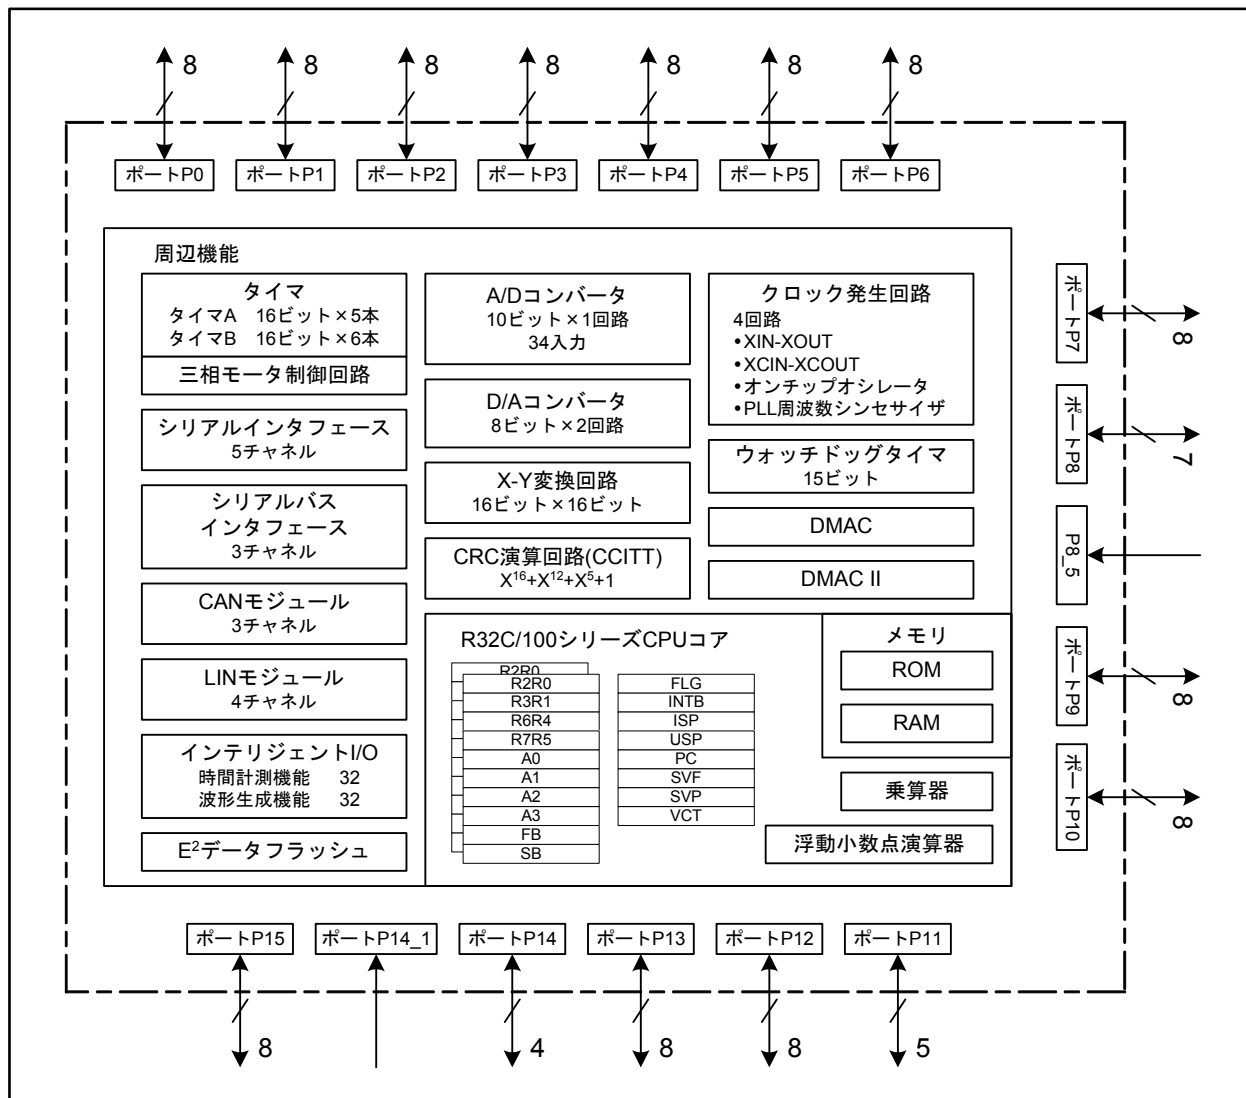 8 8 8 8 8 8 8
ポートP0 ポートP1 ポートP2 ポートP3 ポートP4 ポートP5 ポートP6
周辺機能
タイマ
タイマA 16ビット×5本
タイマB 16ビット×6本
三相モータ制御回路
シリアルインタフェース
5チャネル
シリアルバス
インタフェース
3チャネル
CANモジュール
3チャネル
LINモジュール
4チャネル
インテリジェントI/O
時間計測機能 32
波形生成機能 32
E²データフラッシュ
A/Dコンバータ
10ビット×1回路
34入力
D/Aコンバータ
8ビット×2回路
X-Y変換回路
16ビット×16ビット
CRC演算回路(CCITT)
X¹⁶+X¹²+X⁵+1
クロック発生回路
4回路
•XIN-XOUT
•XCIN-XCOUT
•オンチップオシレータ
•PLL周波数シンセサイザ
ウォッチドッグタイマ
15ビット
DMAC
DMAC II
R32C/100シリーズCPUコア
R2R0
R2R0
R3R1
R6R4
R7R5
A0
A1
A2
A3
FB
SB
FLG
INTB
ISP
USP
PC
SVF
SVP
VCT
メモリ
ROM
RAM
乗算器
浮動小数点演算器
ポートP7
8
ポートP8
7
P8_5
ポートP9
8
ポートP10
8
ポートP15 ポートP14_1 ポートP14 ポートP13 ポートP12 ポートP11
8 4 8 8 5